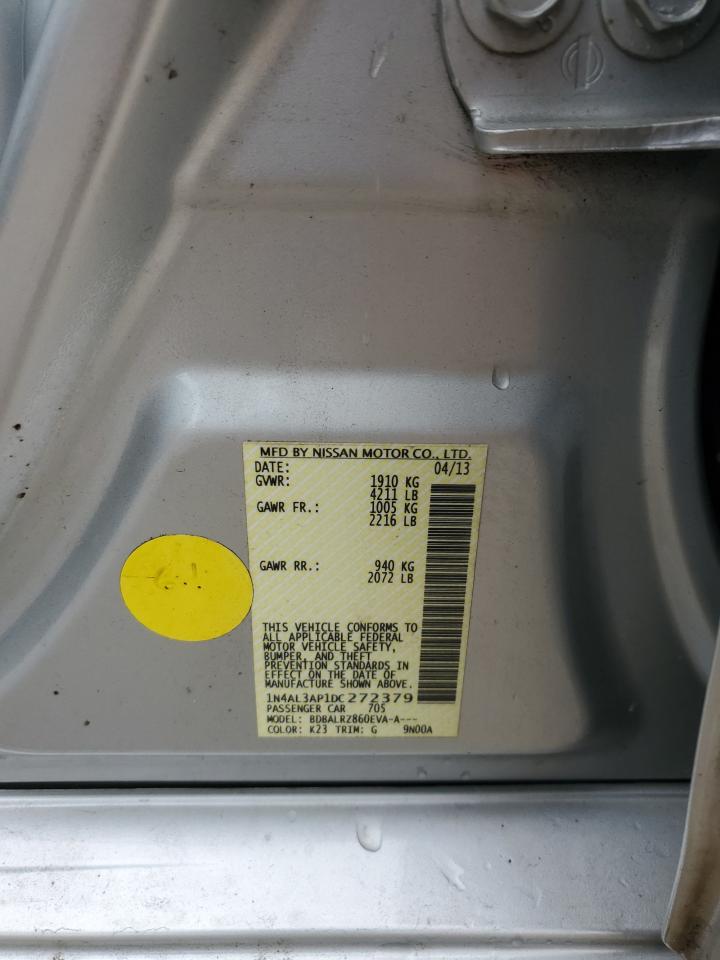 MFD BY NISSAN MOTOR CO., LTD.
DATE: 04/13
GVWR: 1910 KG
4211 LB
GAWR FR.: 1005 KG
2216 LB
GAWR RR.: 940 KG
2072 LB
THIS VEHICLE CONFORMS TO
ALL APPLICABLE FEDERAL
MOTOR VEHICLE SAFETY,
BUMPER, AND THEFT
PREVENTION STANDARDS IN
EFFECT ON THE DATE OF
MANUFACTURE SHOWN ABOVE.
1N4AL3AP1DC272379
PASSENGER CAR 705
MODEL: BDBALRZ860EVA-A---
COLOR: K23 TRIM: G 9N00A